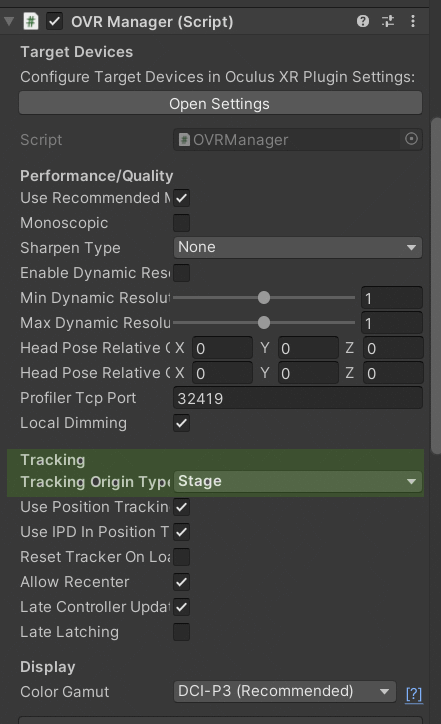 OVR Manager (Script)
Target Devices
Configure Target Devices in Oculus XR Plugin Settings:
Open Settings
Script OVRManager
Performance/Quality
Use Recommended M
Monoscopic
Sharpen Type None
Enable Dynamic Reso
Min Dynamic Resolut 1
Max Dynamic Resolu 1
Head Pose Relative O X 0 Y 0 Z 0
Head Pose Relative O X 0 Y 0 Z 0
Profiler Tcp Port 32419
Local Dimming
Tracking
Tracking Origin Type Stage
Use Position Trackin
Use IPD In Position T
Reset Tracker On Loa
Allow Recenter
Late Controller Updat
Late Latching
Display
Color Gamut DCI-P3 (Recommended) [?]